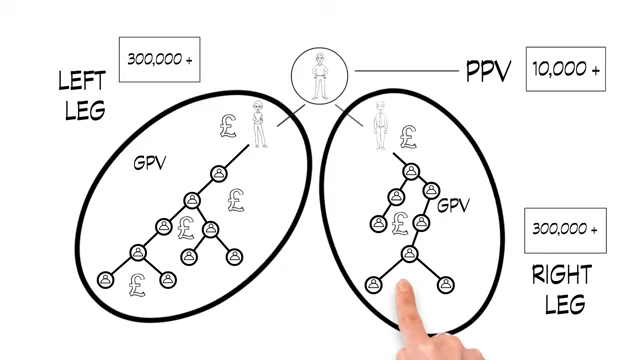 300,000 +
LEFT
LEG
PPV
10,000 +
£
£
GPV
£
GPV
£
£
£
300,000 +
RIGHT
LEG